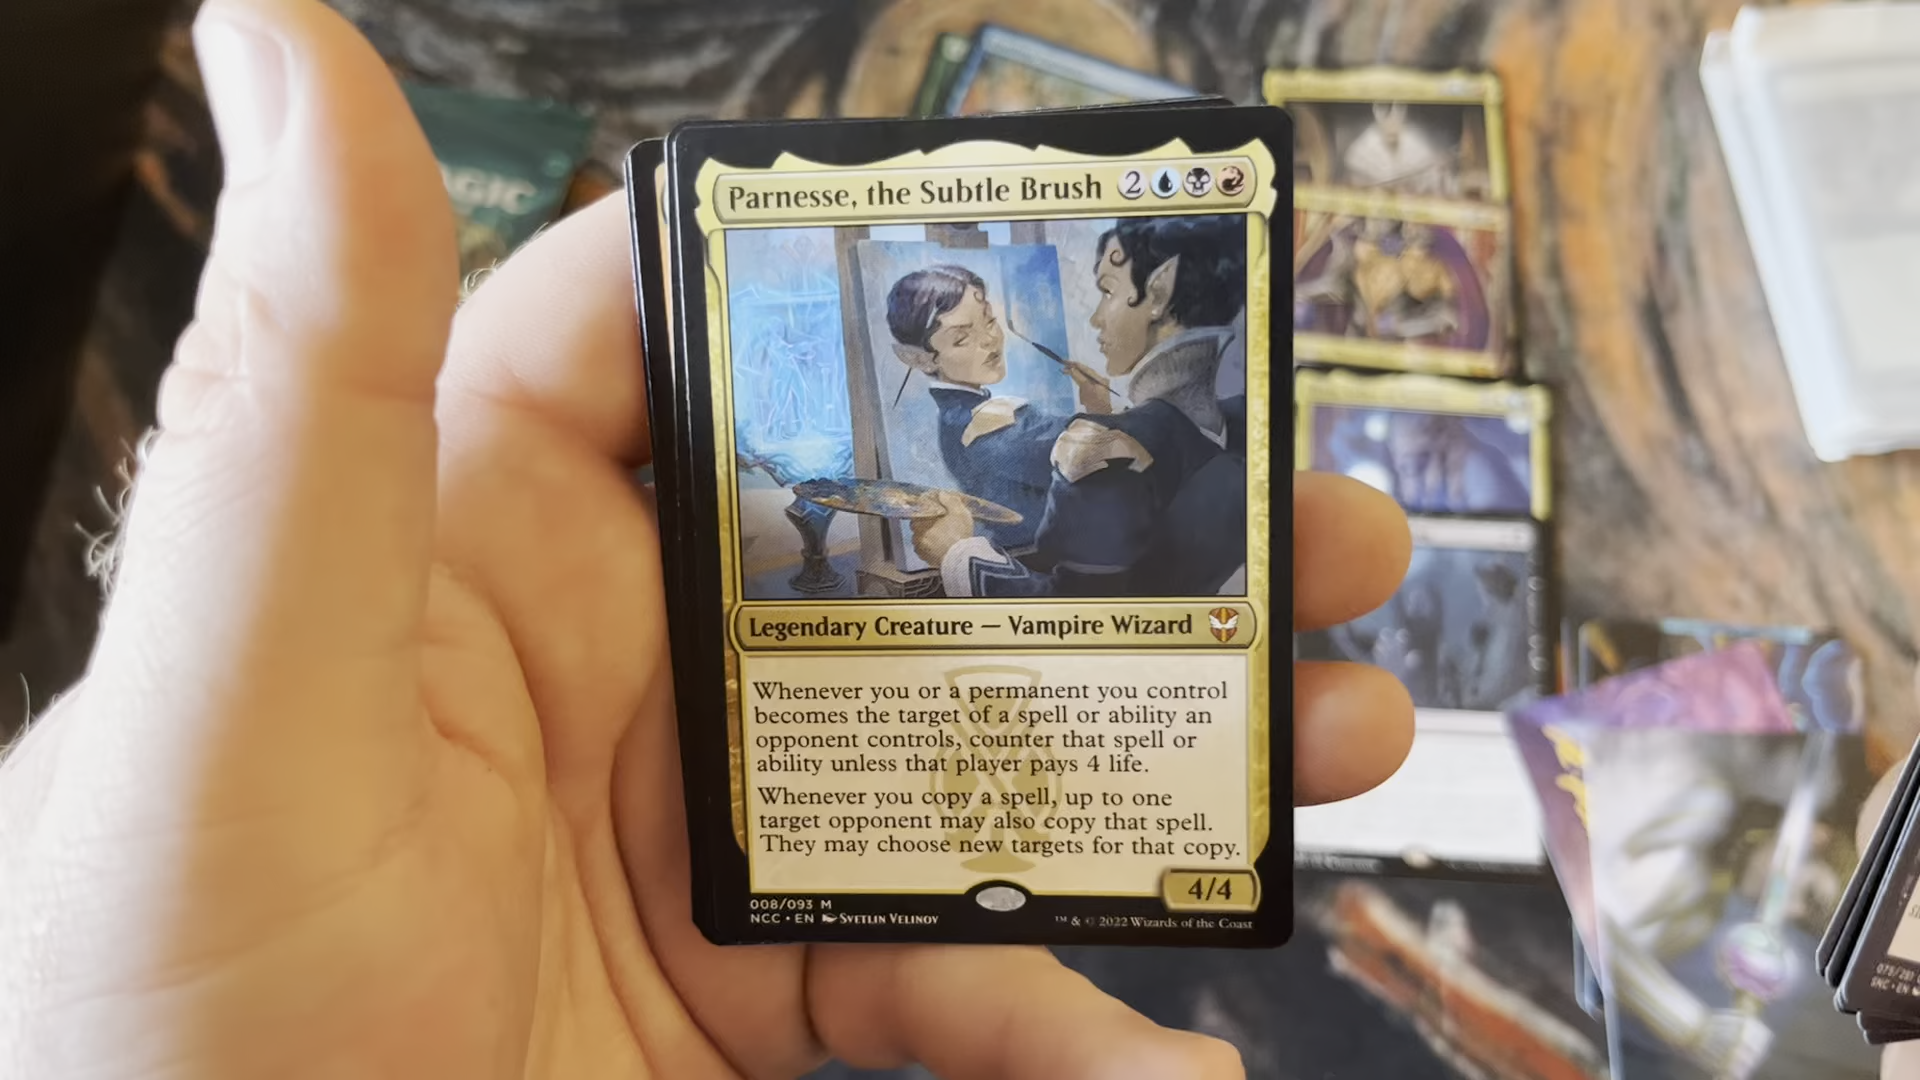 Parnesse, the Subtle Brush 2
Legendary Creature — Vampire Wizard
Whenever you or a permanent you control
becomes the target of a spell or ability an
opponent controls, counter that spell or
ability unless that player pays 4 life.
Whenever you copy a spell, up to one
target opponent may also copy that spell.
They may choose new targets for that copy.
4/4
008/093 M
NCC • EN SVETLIN VELINOV
™ & © 2022 Wizards of the Coast
SNC • EN